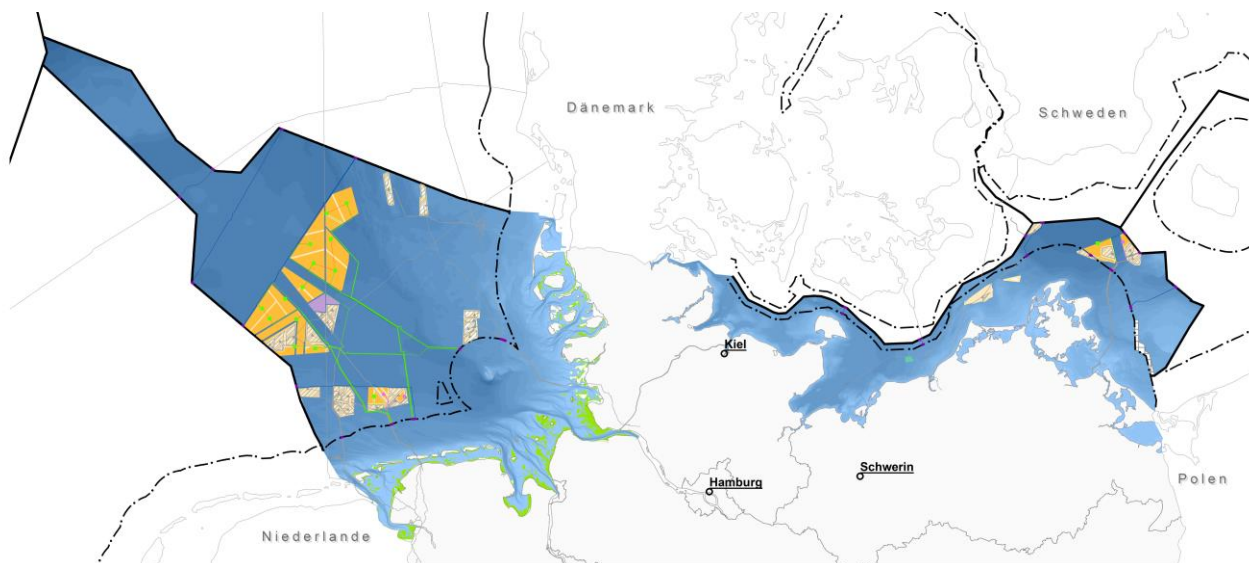 Dänemark
Schweden
Kiel
Schwerin
Hamburg
Polen
Niederlande